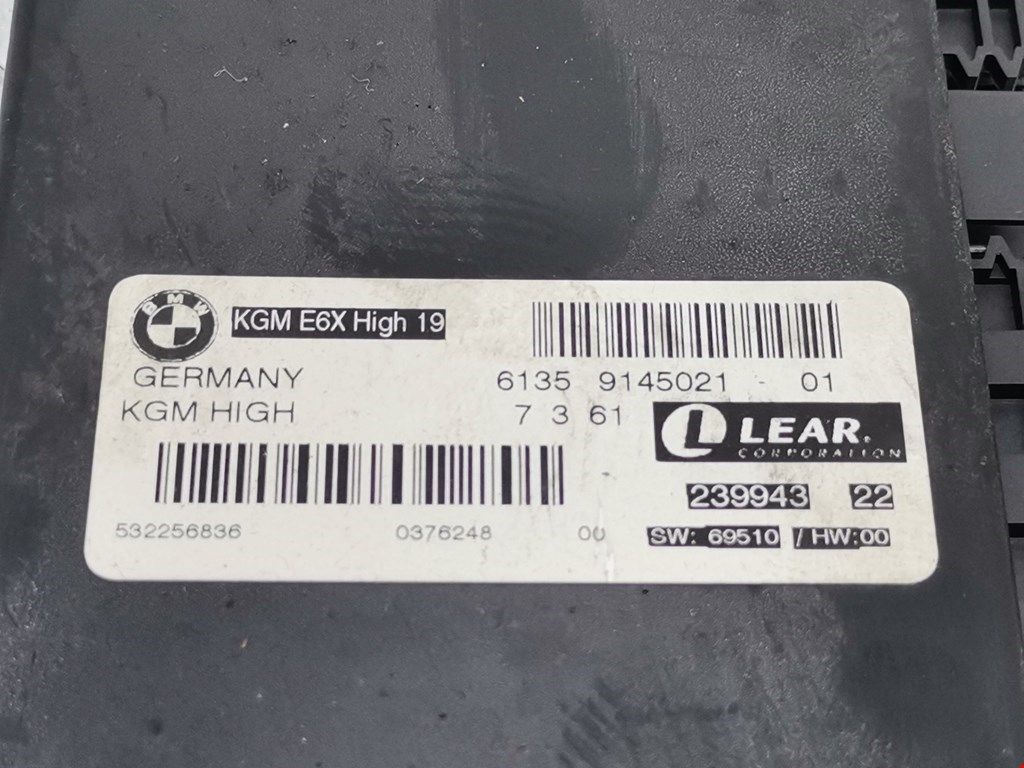 BMW
KGM E6X High 19
GERMANY
6135 9145021 - 01
KGM HIGH
7 3 61
LEAR.
CORPORATION
239943 22
532256836 0376248 00
SW: 69510 / HW:00